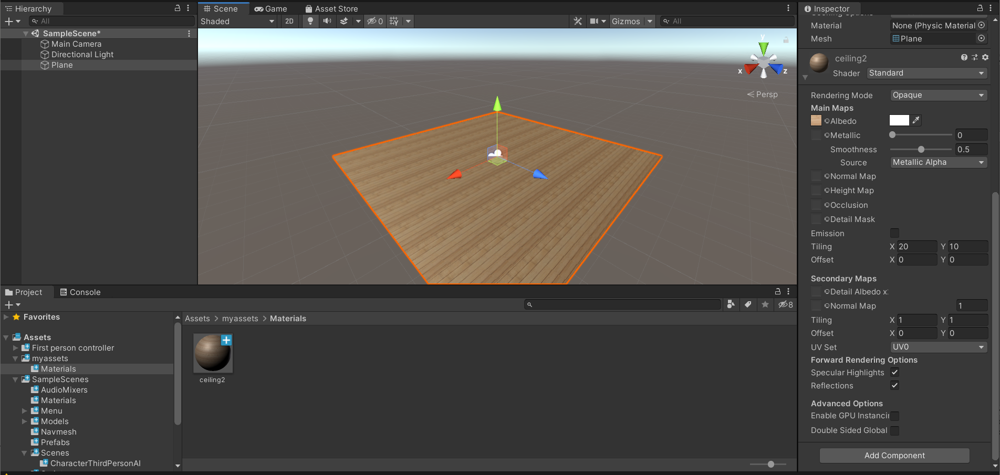 Hierarchy
All
SampleScene*
Main Camera
Directional Light
Plane
Scene
Game
Asset Store
Shaded
2D
0
Gizmos
All
y
x
z
Persp
Project
Console
8
Favorites
Assets
First person controller
myassets
Materials
SampleScenes
AudioMixers
Materials
Menu
Models
Navmesh
Prefabs
Scenes
CharacterThirdPersonAI
Assets > myassets > Materials
ceiling2
Inspector
Material None (Physic Material
Mesh Plane
ceiling2
Shader Standard
Rendering Mode Opaque
Main Maps
Albedo
Metallic 0
Smoothness 0.5
Source Metallic Alpha
Normal Map
Height Map
Occlusion
Detail Mask
Emission
Tiling X 20 Y 10
Offset X 0 Y 0
Secondary Maps
Detail Albedo x
Normal Map 1
Tiling X 1 Y 1
Offset X 0 Y 0
UV Set UV0
Forward Rendering Options
Specular Highlights
Reflections
Advanced Options
Enable GPU Instanci
Double Sided Global
Add Component